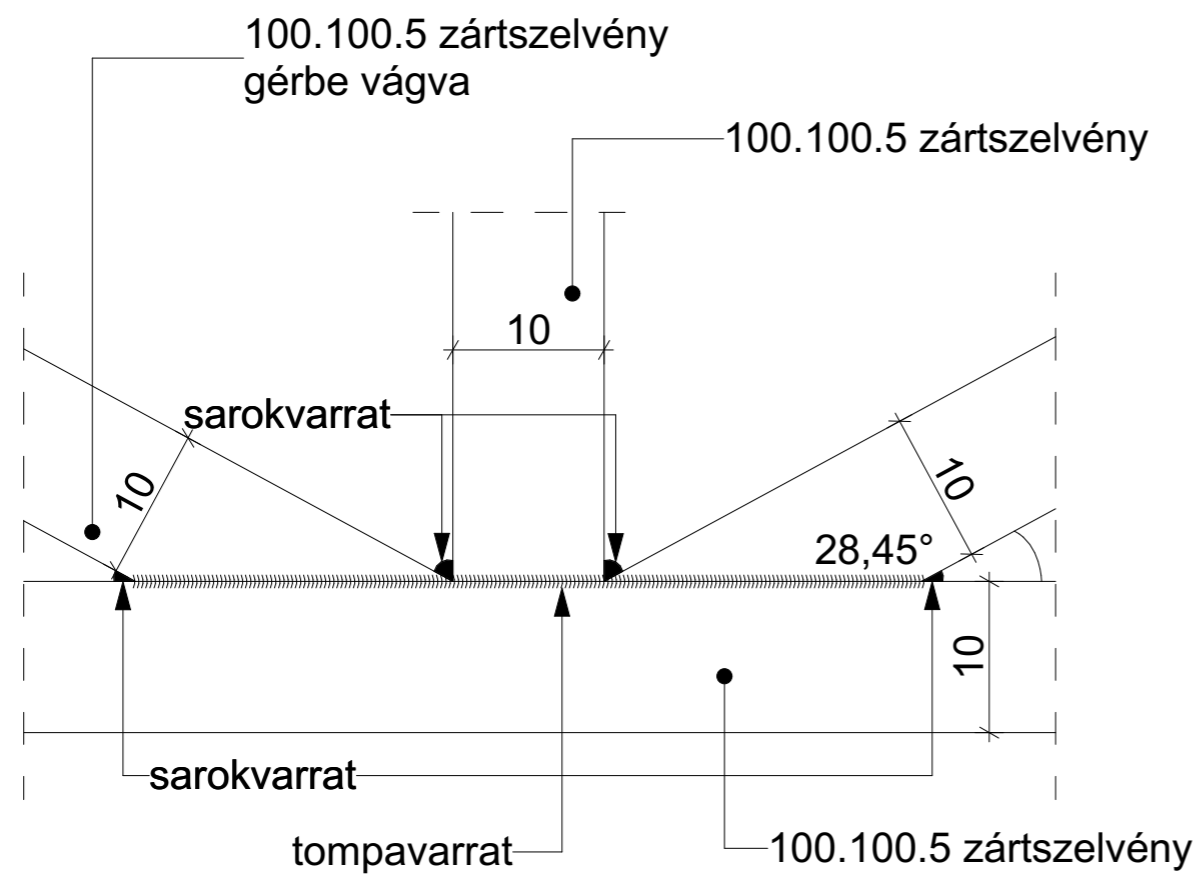 100.100.5 zártszelvény
gérbe vágva
100.100.5 zártszelvény
10
sarokvarrat
10
10
28,45°
10
sarokvarrat
tompavarrat
100.100.5 zártszelvény